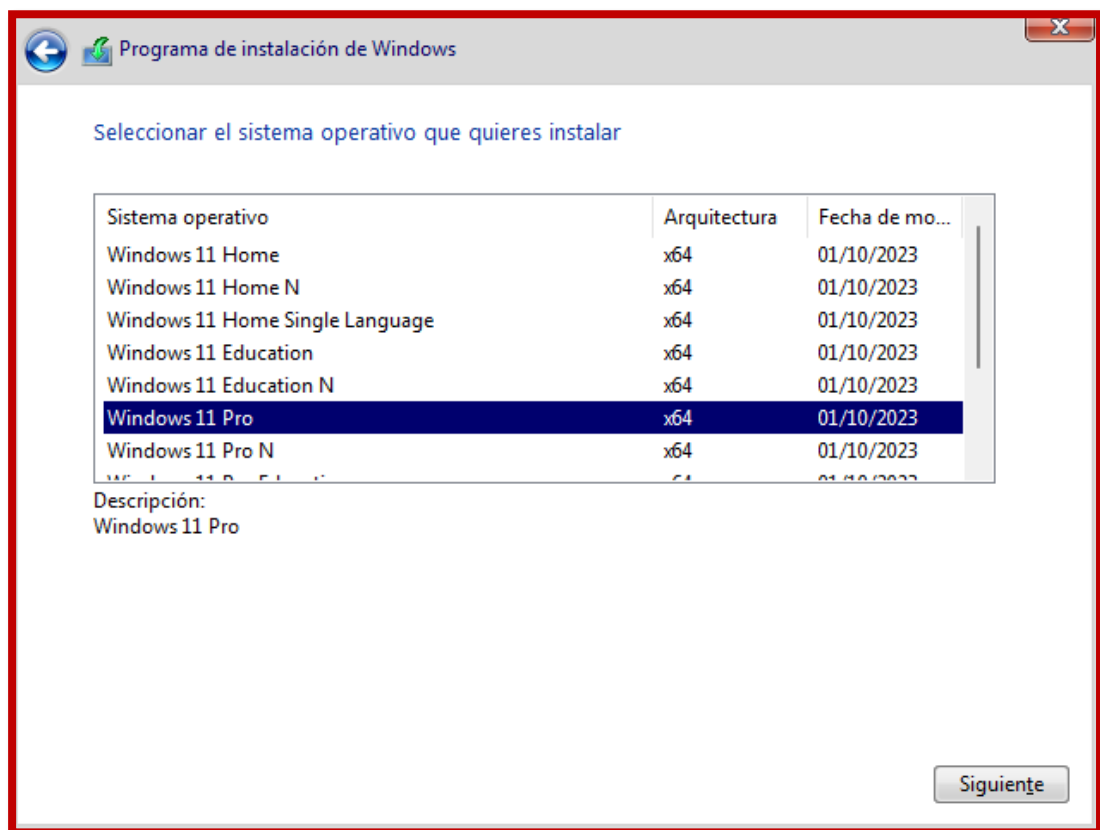 Programa de instalación de Windows
Seleccionar el sistema operativo que quieres instalar
Sistema operativo Arquitectura Fecha de mo...
Windows 11 Home x64 01/10/2023
Windows 11 Home N x64 01/10/2023
Windows 11 Home Single Language x64 01/10/2023
Windows 11 Education x64 01/10/2023
Windows 11 Education N x64 01/10/2023
Windows 11 Pro x64 01/10/2023
Windows 11 Pro N x64 01/10/2023
Descripción:
Windows 11 Pro
Siguiente